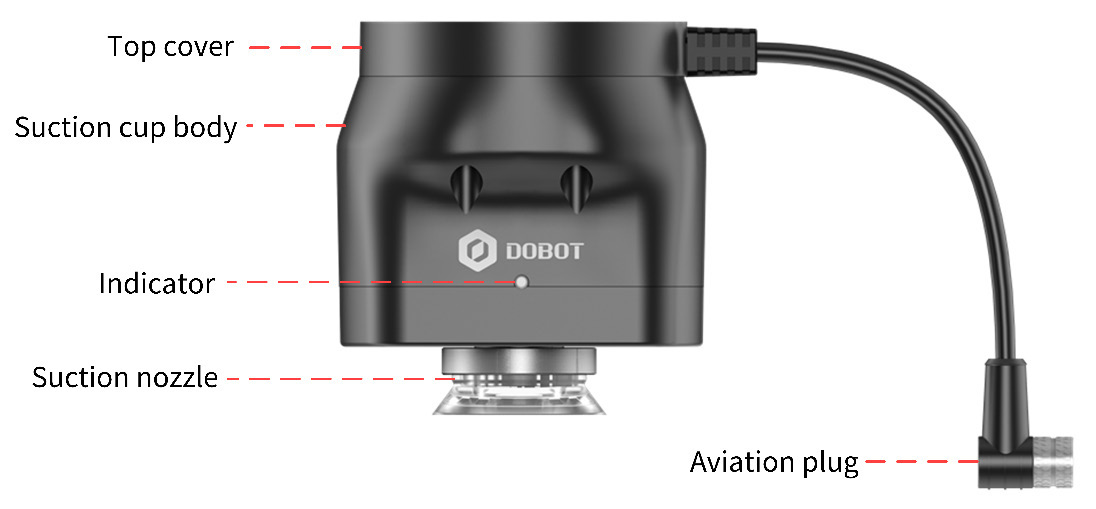 Top cover
Suction cup body
DOBOT
Indicator
Suction nozzle
Aviation plug